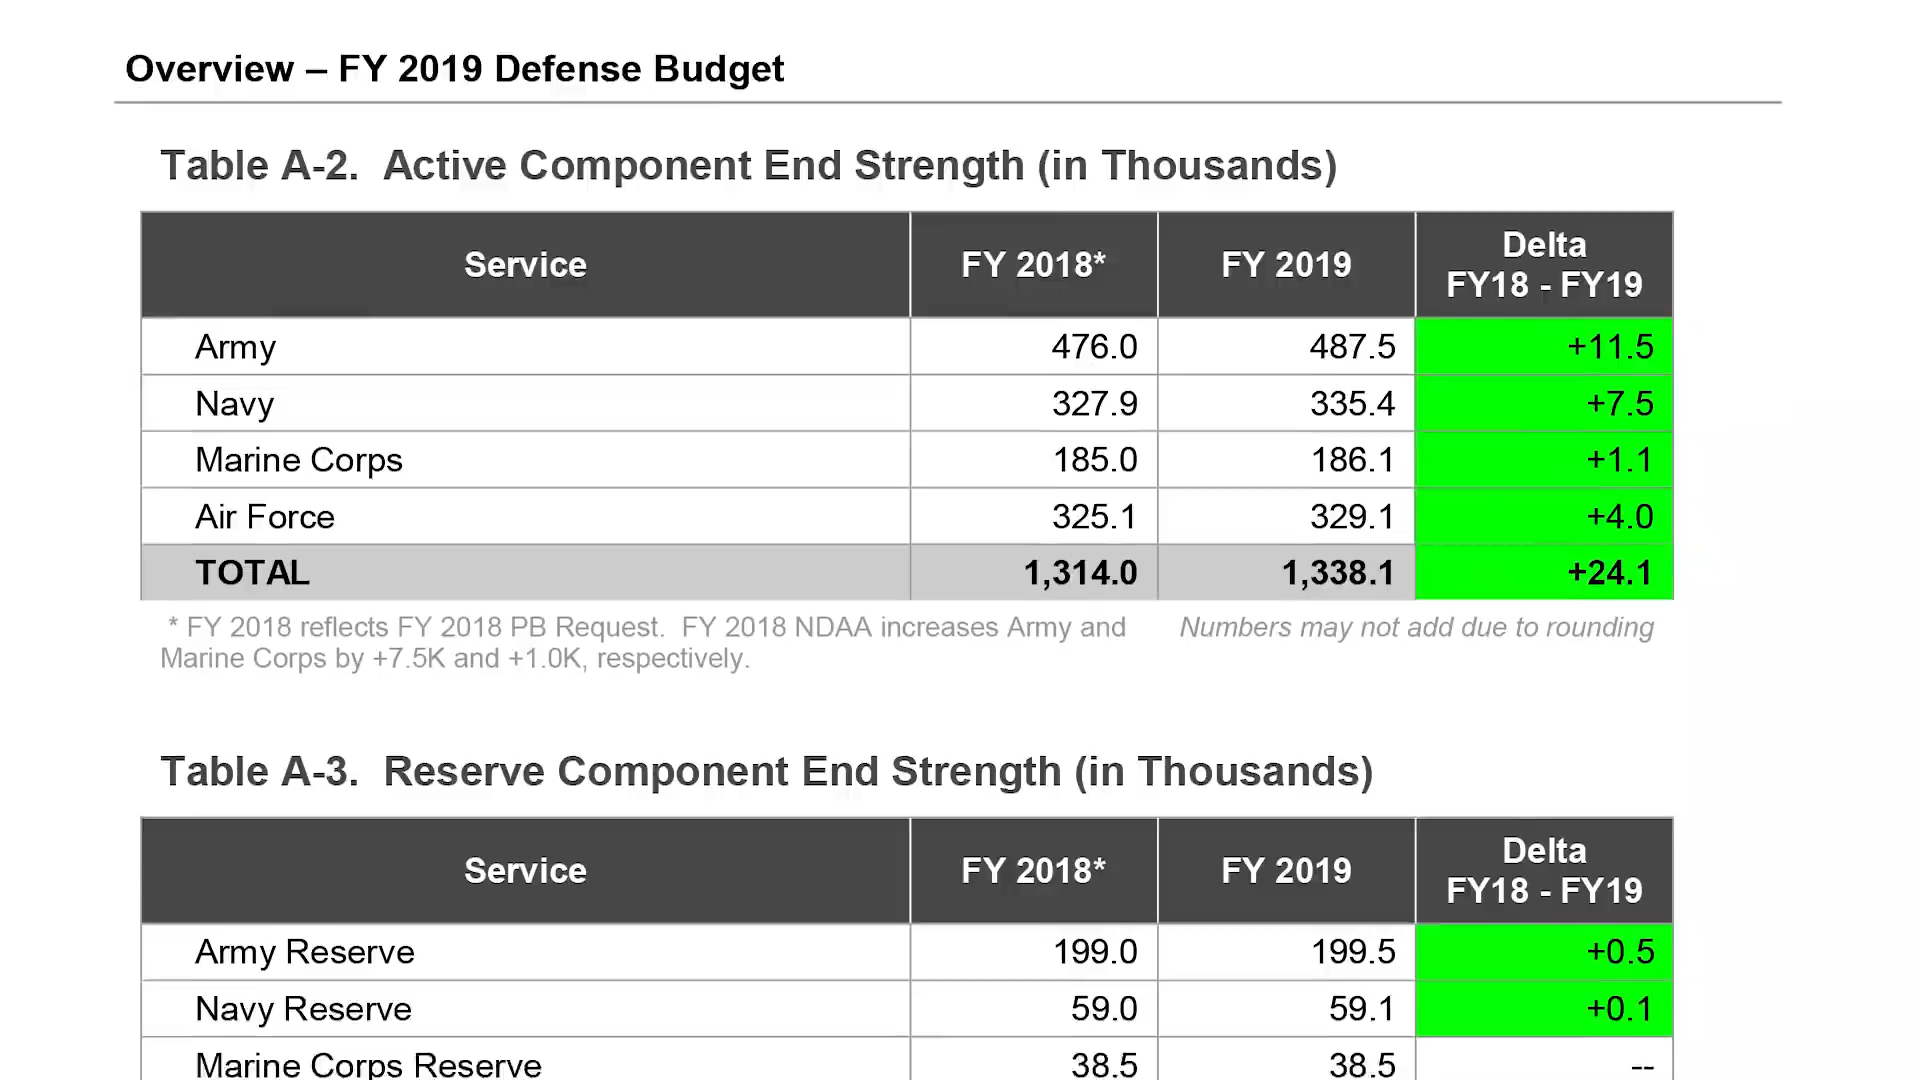 Overview – FY 2019 Defense Budget
Table A-2.  Active Component End Strength (in Thousands)
Service FY 2018* FY 2019 Delta FY18 - FY19
Army 476.0 487.5 +11.5
Navy 327.9 335.4 +7.5
Marine Corps 185.0 186.1 +1.1
Air Force 325.1 329.1 +4.0
TOTAL 1,314.0 1,338.1 +24.1
* FY 2018 reflects FY 2018 PB Request.  FY 2018 NDAA increases Army and
Marine Corps by +7.5K and +1.0K, respectively.
Numbers may not add due to rounding
Table A-3.  Reserve Component End Strength (in Thousands)
Service FY 2018* FY 2019 Delta FY18 - FY19
Army Reserve 199.0 199.5 +0.5
Navy Reserve 59.0 59.1 +0.1
Marine Corps Reserve 38.5 38.5 --